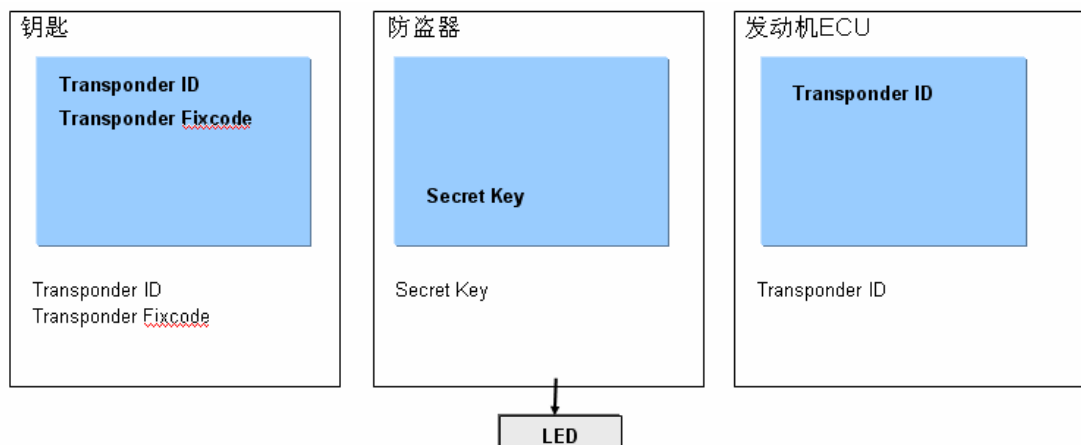 钥匙
Transponder ID
Transponder Fixcode
Transponder ID
Transponder Fixcode
防盗器
Secret Key
Secret Key
发动机ECU
Transponder ID
Transponder ID
LED